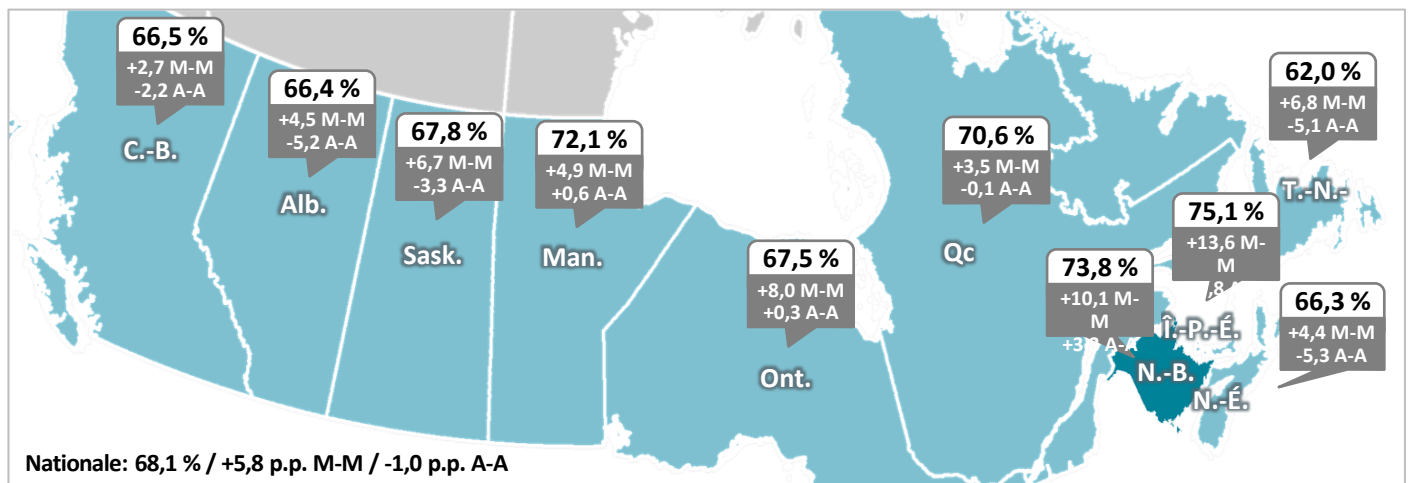 66,5 %
+2,7 M-M
-2,2 A-A
C.-B.
66,4 %
+4,5 M-M
-5,2 A-A
Alb.
67,8 %
+6,7 M-M
-3,3 A-A
Sask.
72,1 %
+4,9 M-M
+0,6 A-A
Man.
67,5 %
+8,0 M-M
+0,3 A-A
Ont.
70,6 %
+3,5 M-M
-0,1 A-A
Qc
62,0 %
+6,8 M-M
-5,1 A-A
T.-N.-
75,1 %
+13,6 M-
M
Î.-P.-É.
73,8 %
+10,1 M-
M
A-A
N.-B.
66,3 %
+4,4 M-M
-5,3 A-A
N.-É.
Nationale: 68,1 % / +5,8 p.p. M-M / -1,0 p.p. A-A